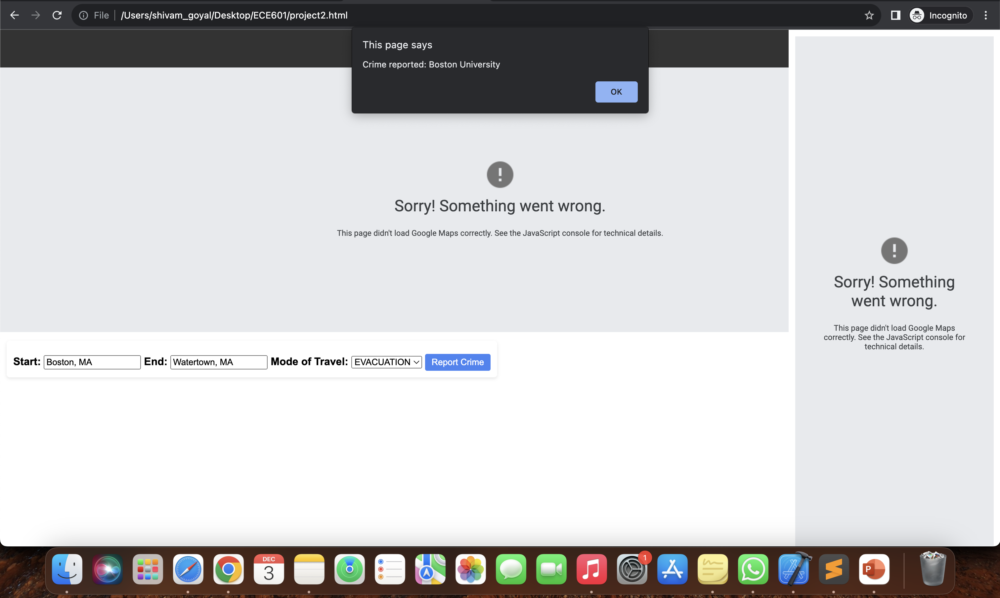 File
/Users/shivam_goyal/Desktop/ECE601/project2.html
Incognito
This page says
Crime reported: Boston University
OK
Sorry! Something went wrong.
This page didn't load Google Maps correctly. See the JavaScript console for technical details.
Sorry! Something
went wrong.
This page didn't load Google Maps
correctly. See the JavaScript console for
technical details.
Start: Boston, MA End: Watertown, MA Mode of Travel: EVACUATION Report Crime
DEC
3
1
P